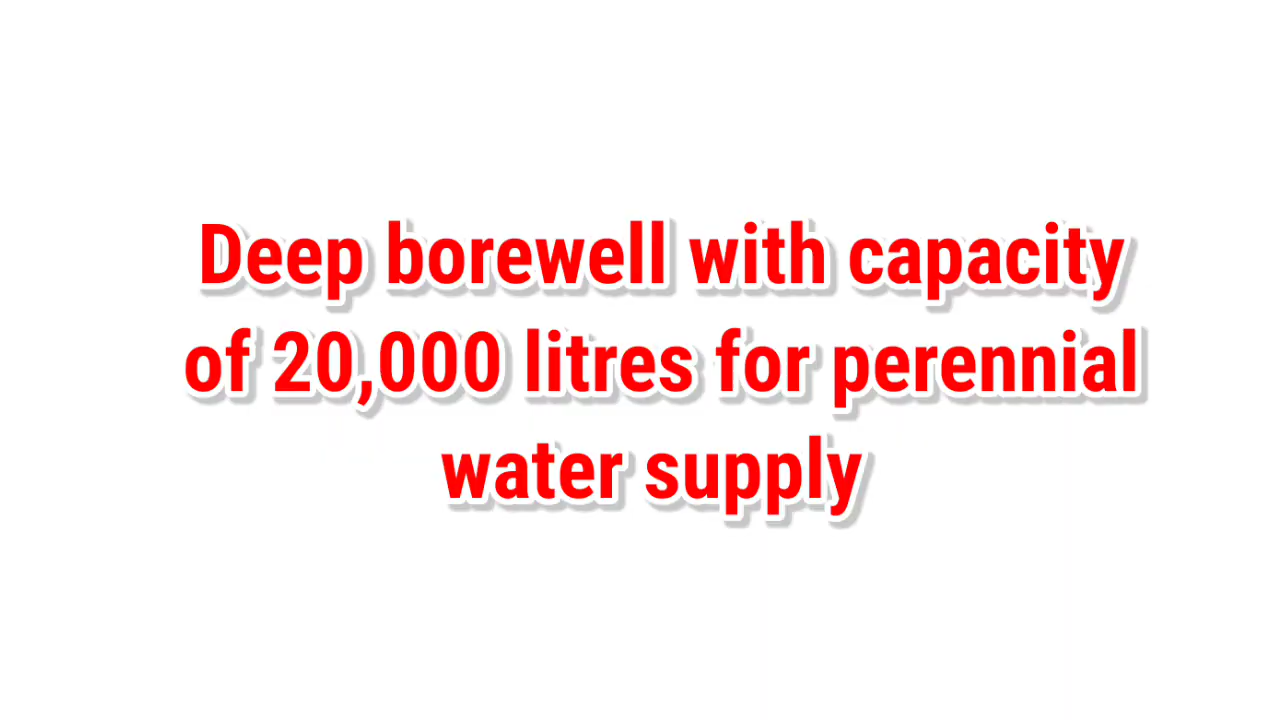 Deep borewell with capacity
of 20,000 litres for perennial
water supply